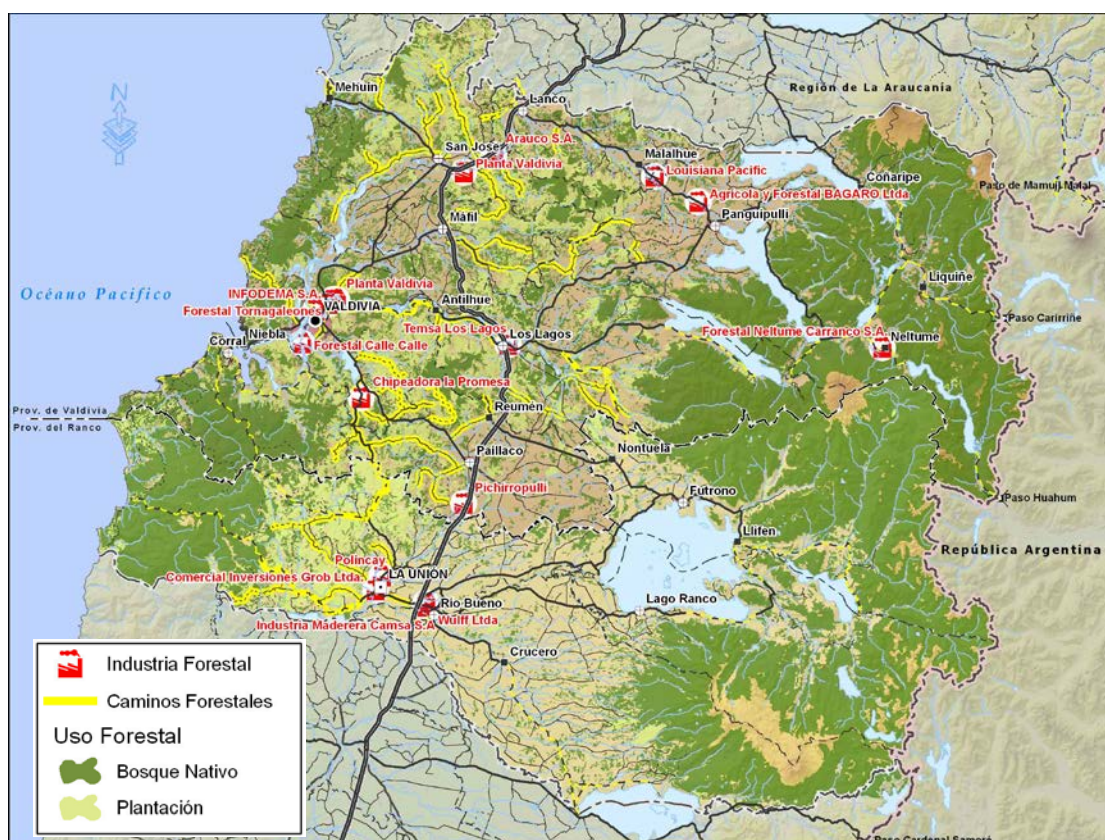 Mehuin
Lanco
Región de La Araucania
San Jose
Arauco S.A.
Planta Valdivia
Malalhue
Louisiana Pacific
Coñaripe
Paso de Mamuil Malal
Agricola y Forestal BAGARO Ltda
Panguipulli
Máfil
Océano Pacifico
INFODEMA S.A.
Planta Valdivia
Antilhue
Liquiñe
Forestal Tornagaleones
VALDIVIA
Paso Carirriñe
Niebla
Temsa Los Lagos
Los Lagos
Forestal Neltume Carranco S.A
Neltume
Corral
Forestal Calle Calle
Chipeadora la Promesa
Prov. de Valdivia
Prov. del Ranco
Reumén
Paillaco
Nontuela
Pichirropulli
Futrono
Paso Huahum
Llifen
República Argentina
Polincay
Comercial Inversiones Grob Ltda.
LA UNIÓN
Rio Bueno
Lago Ranco
Industria Maderera Camsa S.A
Wulff Ltda
Crucero
Industria Forestal
Caminos Forestales
Uso Forestal
Bosque Nativo
Plantación